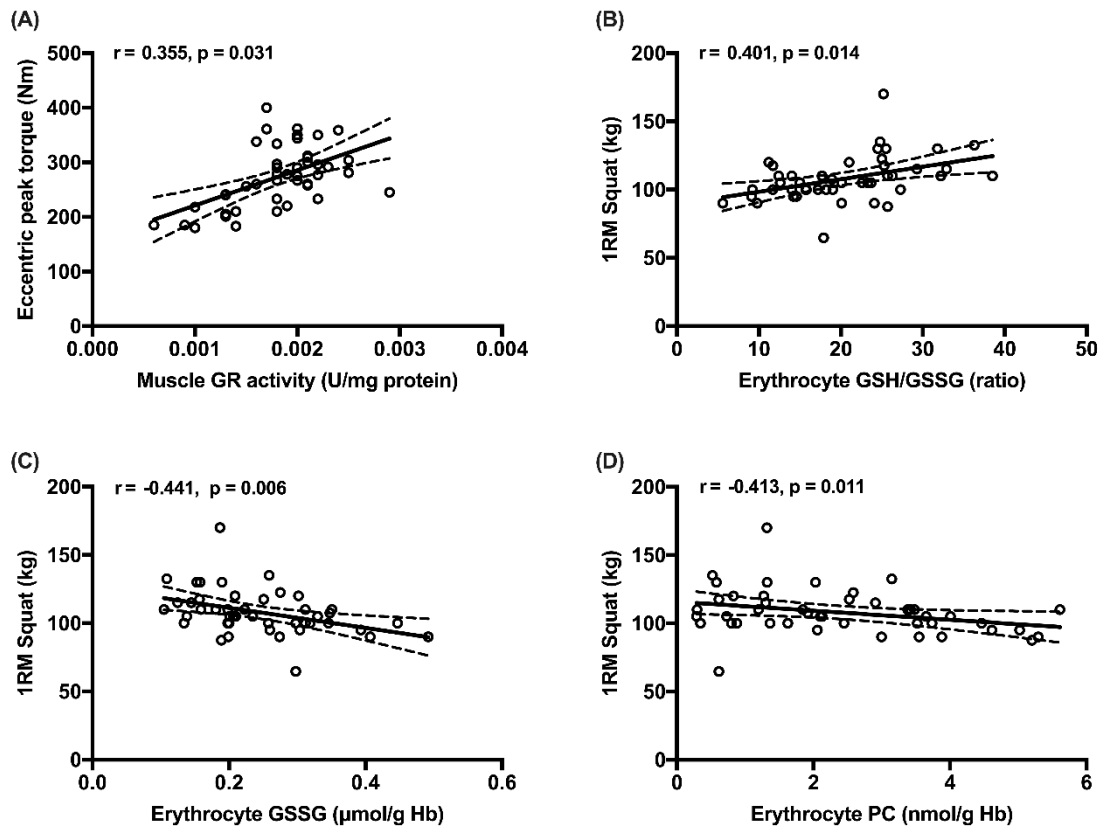 (A)
r = 0.355, p = 0.031
Eccentric peak torque (Nm)
500
400
300
200
100
0
0.000 0.001 0.002 0.003 0.004
Muscle GR activity (U/mg protein)
(B)
r = 0.401, p = 0.014
1RM Squat (kg)
200
150
100
50
0
0 10 20 30 40 50
Erythrocyte GSH/GSSG (ratio)
(C)
r = -0.441, p = 0.006
1RM Squat (kg)
200
150
100
50
0
0.0 0.2 0.4 0.6
Erythrocyte GSSG (µmol/g Hb)
(D)
r = -0.413, p = 0.011
1RM Squat (kg)
200
150
100
50
0
0 2 4 6
Erythrocyte PC (nmol/g Hb)